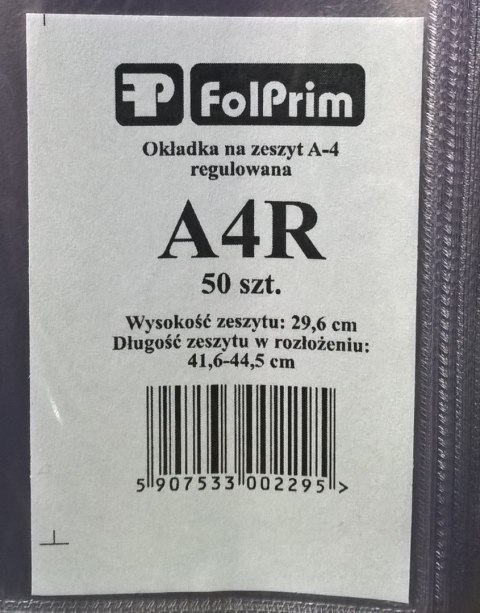 FP FolPrim
Okładka na zeszyt A-4
regulowana
A4R
50 szt.
Wysokość zeszytu: 29,6 cm
Długość zeszytu w rozłożeniu:
41,6-44,5 cm
5 907533 002295 >